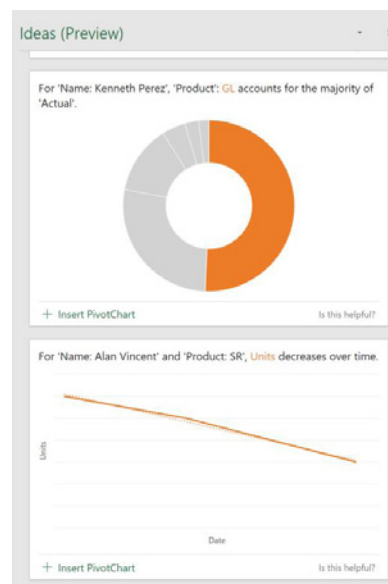 Ideas (Preview)
For 'Name: Kenneth Perez', 'Product': GL accounts for the majority of
'Actual'.
+ Insert PivotChart
Is this helpful?
For 'Name: Alan Vincent' and 'Product: SR', Units decreases over time.
Units
Date
+ Insert PivotChart
Is this helpful?